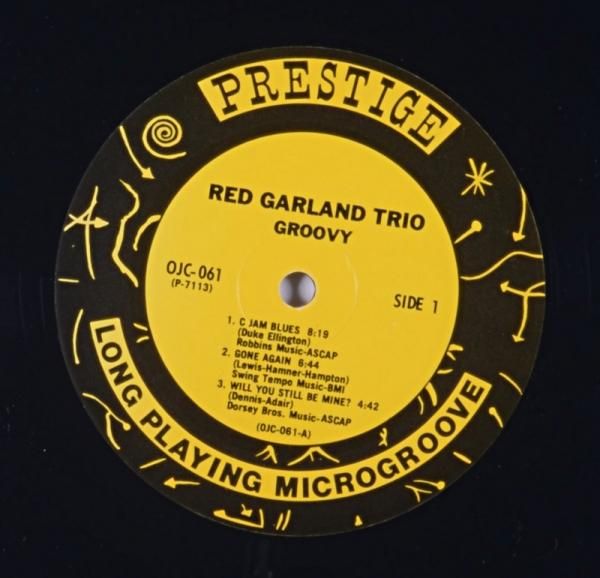 PRESTIGE
RED GARLAND TRIO
GROOVY
OJC-061
(P-7113)
SIDE 1
1. C JAM BLUES 8:19
(Duke Ellington)
Robbins Music-ASCAP
2. GONE AGAIN 6:44
(Lewis-Hamner-Hampton)
Swing Tempo Music-BMI
3. WILL YOU STILL BE MINE? 4:42
(Dennis-Adair)
Dorsey Bros. Music-ASCAP
(OJC-061-A)
LONG PLAYING MICROGROOVE